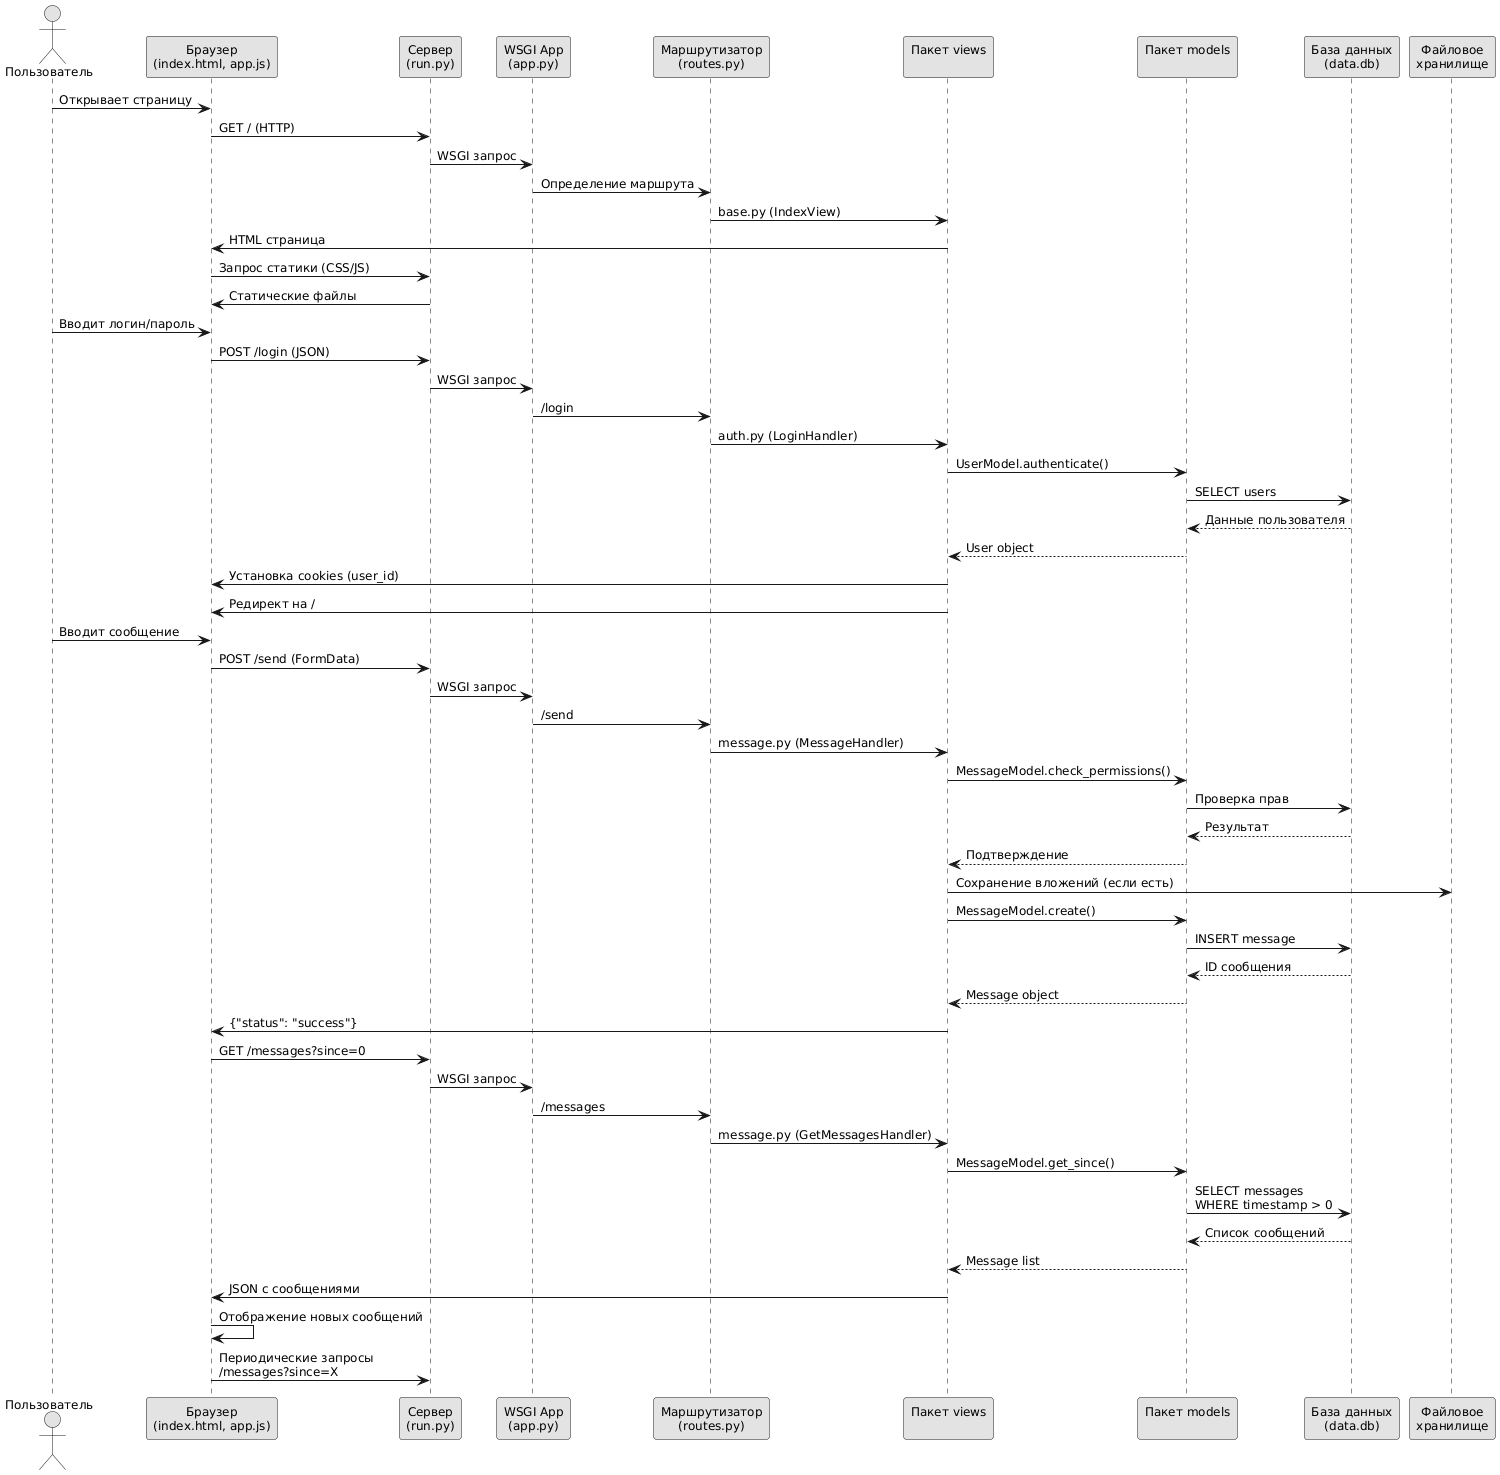 Пользователь
Браузер
(index.html, app.js)
Сервер
(run.py)
WSGI App
(app.py)
Маршрутизатор
(routes.py)
Пакет views
Пакет models
База данных
(data.db)
Файловое
хранилище
Открывает страницу
GET / (HTTP)
WSGI запрос
Определение маршрута
base.py (IndexView)
HTML страница
Запрос статики (CSS/JS)
Статические файлы
Вводит логин/пароль
POST /login (JSON)
WSGI запрос
/login
auth.py (LoginHandler)
UserModel.authenticate()
SELECT users
Данные пользователя
User object
Установка cookies (user_id)
Редирект на /
Вводит сообщение
POST /send (FormData)
WSGI запрос
/send
message.py (MessageHandler)
MessageModel.check_permissions()
Проверка прав
Результат
Подтверждение
Сохранение вложений (если есть)
MessageModel.create()
INSERT message
ID сообщения
Message object
{"status": "success"}
GET /messages?since=0
WSGI запрос
/messages
message.py (GetMessagesHandler)
MessageModel.get_since()
SELECT messages
WHERE timestamp > 0
Список сообщений
Message list
JSON с сообщениями
Отображение новых сообщений
Периодические запросы
/messages?since=X
Пользователь
Браузер
(index.html, app.js)
Сервер
(run.py)
WSGI App
(app.py)
Маршрутизатор
(routes.py)
Пакет views
Пакет models
База данных
(data.db)
Файловое
хранилище